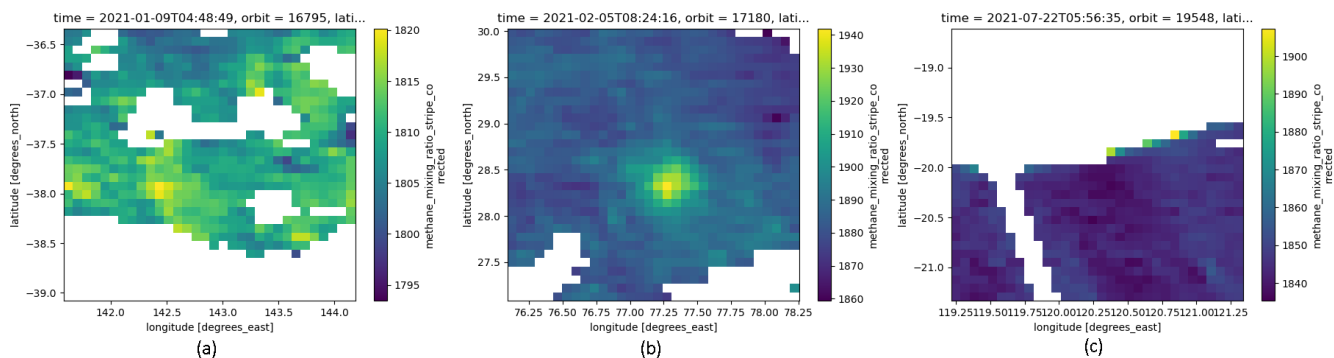 time = 2021-01-09T04:48:49, orbit = 16795, lati...
−36.5
−37.0
−37.5
−38.0
−38.5
−39.0
latitude [degrees_north]
142.0 142.5 143.0 143.5 144.0
longitude [degrees_east]
1820
1815
1810
1805
1800
1795
methane_mixing_ratio_stripe_co
rrected
(a)
time = 2021-02-05T08:24:16, orbit = 17180, lati...
30.0
29.5
29.0
28.5
28.0
27.5
latitude [degrees_north]
76.25 76.50 76.75 77.00 77.25 77.50 77.75 78.00 78.25
longitude [degrees_east]
1940
1930
1920
1910
1900
1890
1880
1870
1860
methane_mixing_ratio_stripe_co
rrected
(b)
time = 2021-07-22T05:56:35, orbit = 19548, lati...
−19.0
−19.5
−20.0
−20.5
−21.0
latitude [degrees_north]
119.25 119.50 119.75 120.00 120.25 120.50 120.75 121.00 121.25
longitude [degrees_east]
1900
1890
1880
1870
1860
1850
1840
methane_mixing_ratio_stripe_co
rrected
(c)